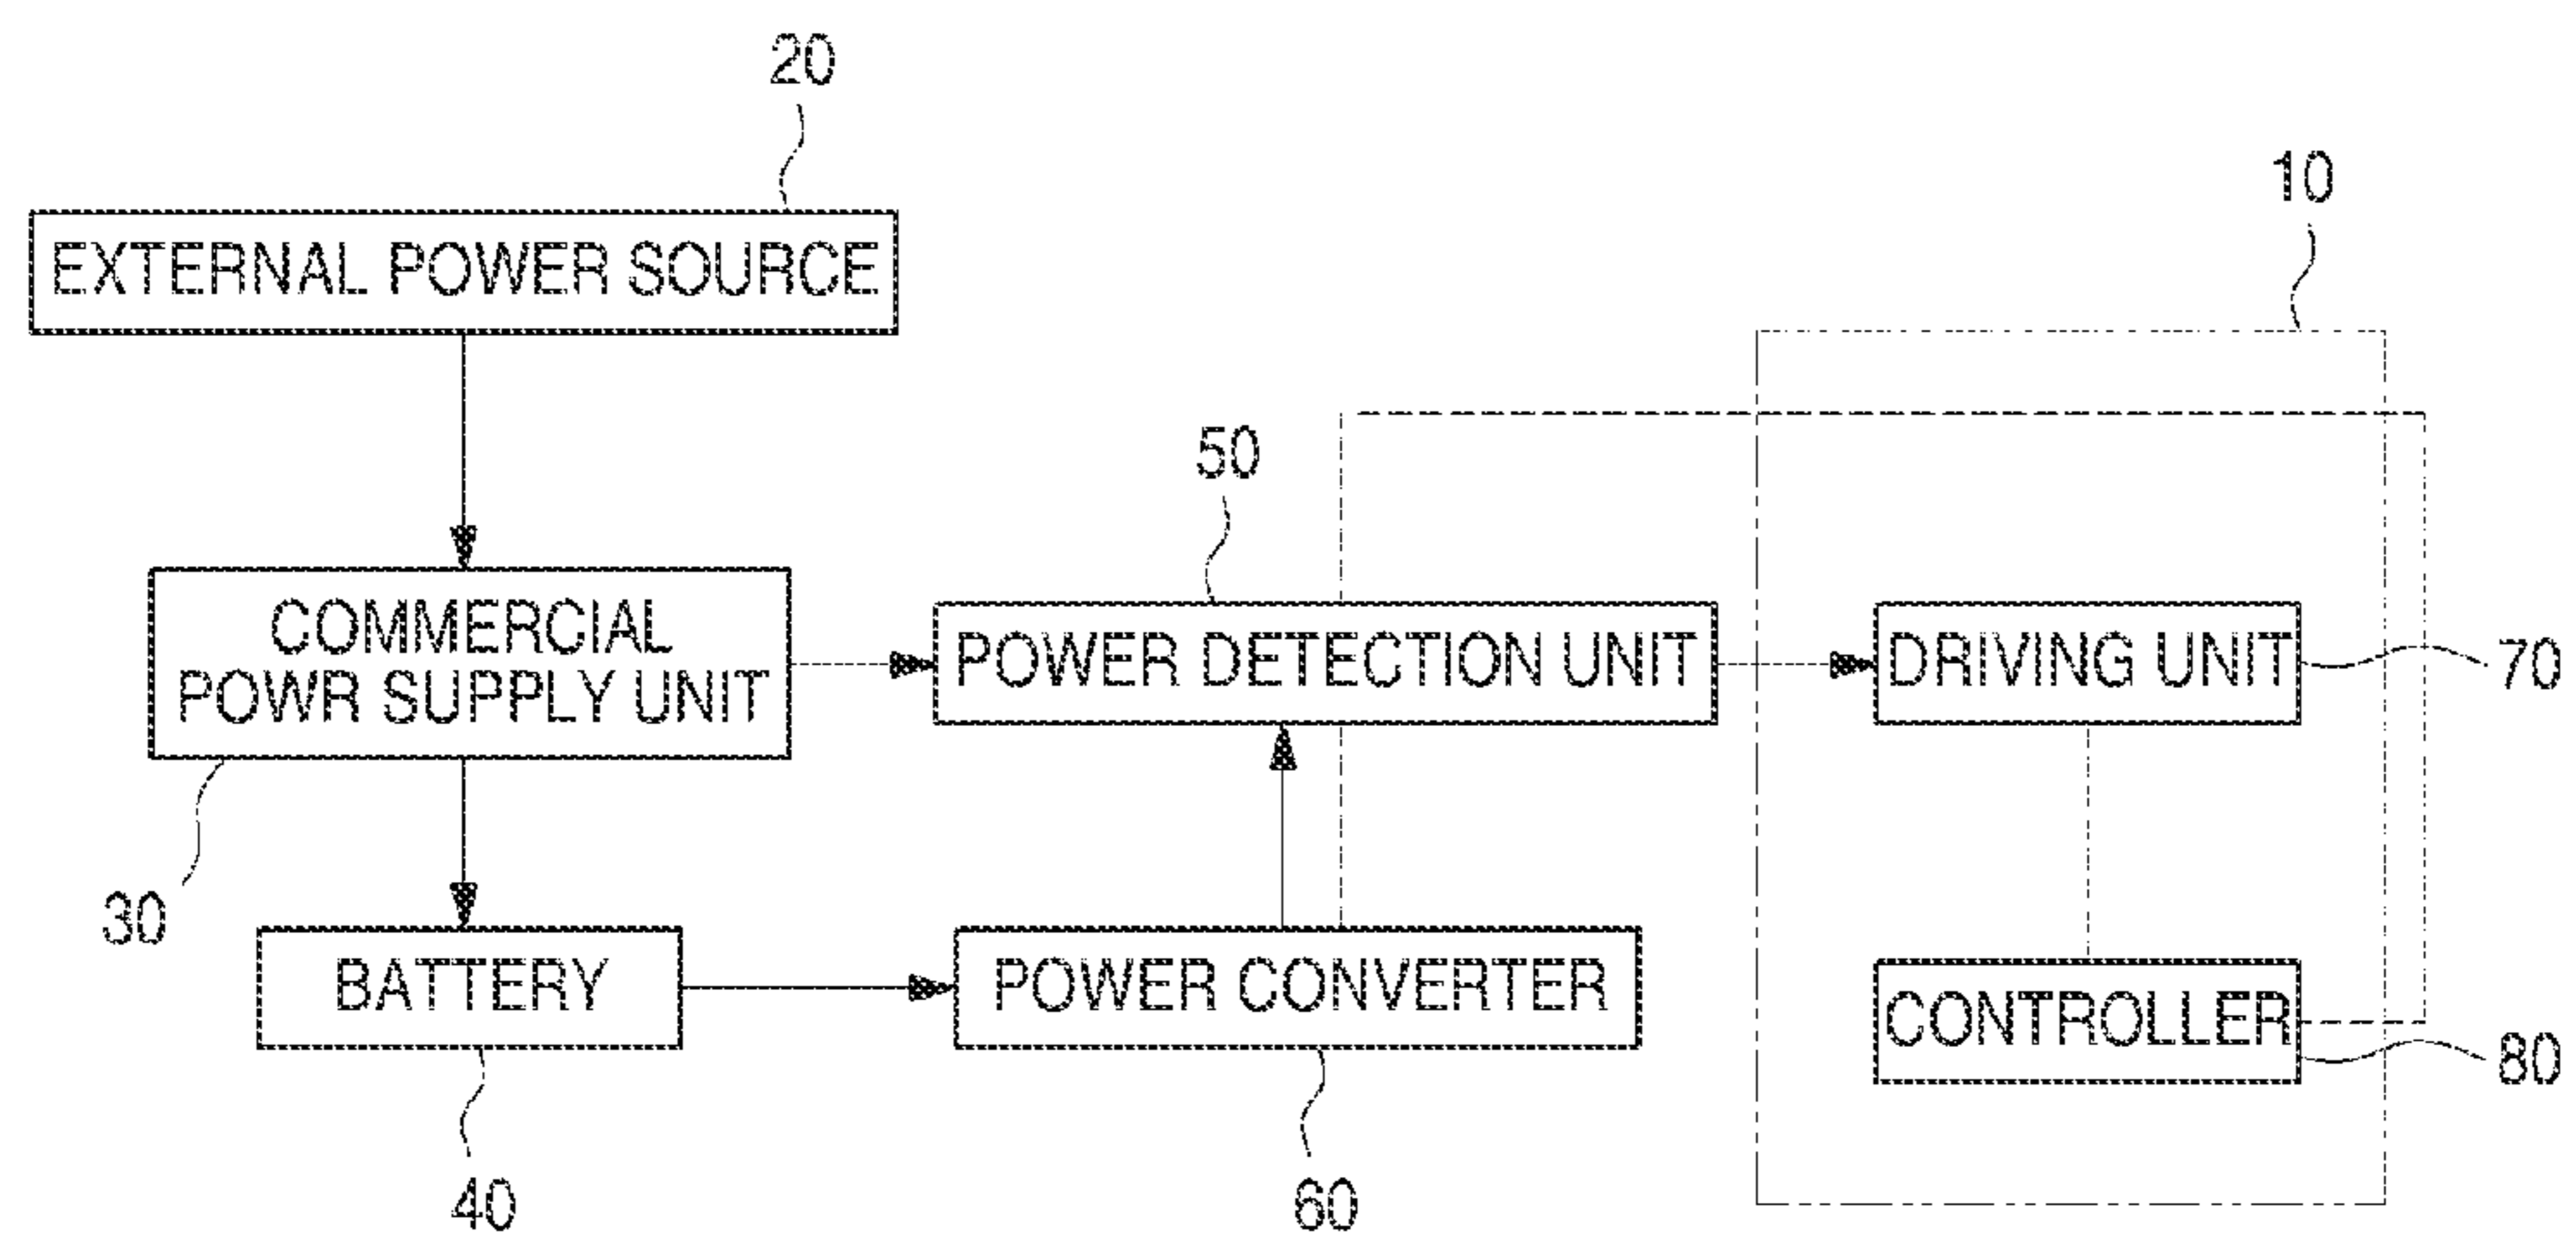 20
10
EXTERNAL POWER SOURCE
50
COMMERCIAL
POWR SUPPLY UNIT
POWER DETECTION UNIT
DRIVING UNIT
70
30
BATTERY
POWER CONVERTER
CONTROLLER
80
40
60